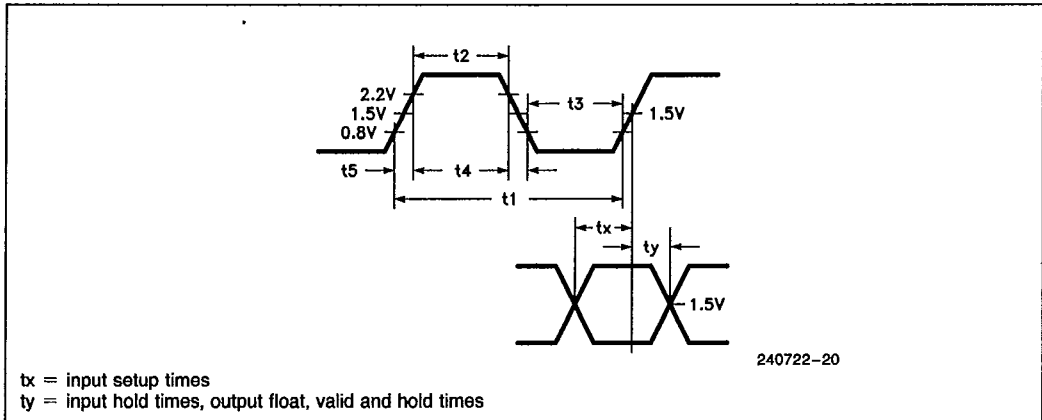 t2
2.2V
1.5V
0.8V
t3
1.5V
t5
t4
t1
tx
ty
1.5V
240722-20
tx = input setup times
ty = input hold times, output float, valid and hold times